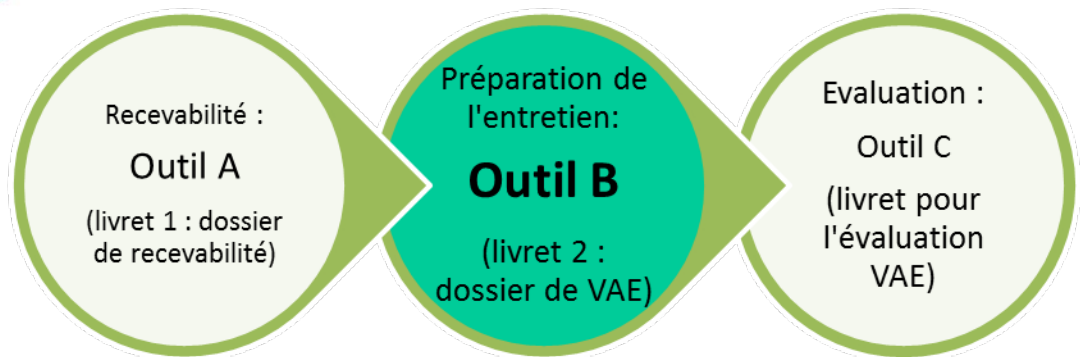 Recevabilité :
Outil A
(livret 1 : dossier
de recevabilité)
Préparation de
l'entretien:
Outil B
(livret 2 :
dossier de VAE)
Evaluation :
Outil C
(livret pour
l'évaluation
VAE)